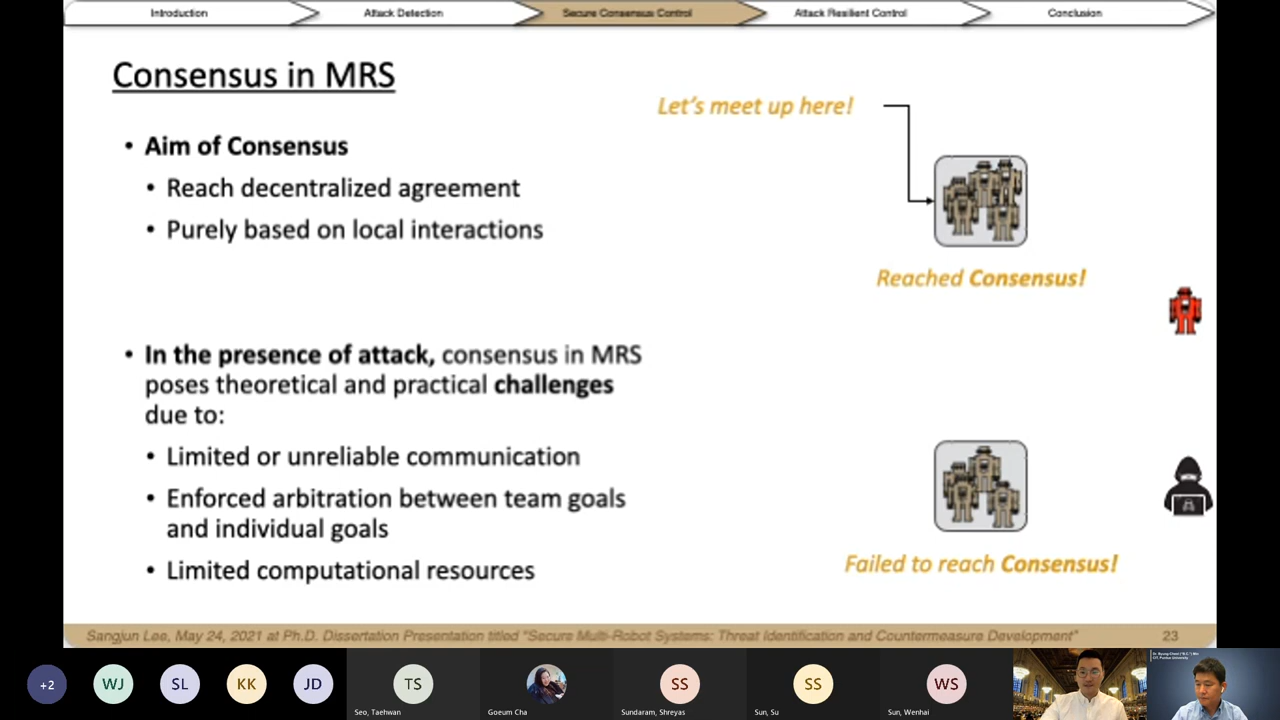 Introduction
Attack Detection
Secure Consensus Control
Attack Resilient Control
Conclusion
Consensus in MRS
Let's meet up here!
• Aim of Consensus
• Reach decentralized agreement
• Purely based on local interactions
Reached Consensus!
• In the presence of attack, consensus in MRS
poses theoretical and practical challenges
due to:
• Limited or unreliable communication
• Enforced arbitration between team goals
and individual goals
• Limited computational resources
Failed to reach Consensus!
Sangjun Lee, May 24, 2021 at Ph.D. Dissertation Presentation titled "Secure Multi-Robot Systems: Threat Identification and Countermeasure Development"
23
+2
WJ
SL
KK
JD
TS
SS
SS
WS
Seo, Taehwan
Goeum Cha
Sundaram, Shreyas
Sun, Su
Sun, Wenhai